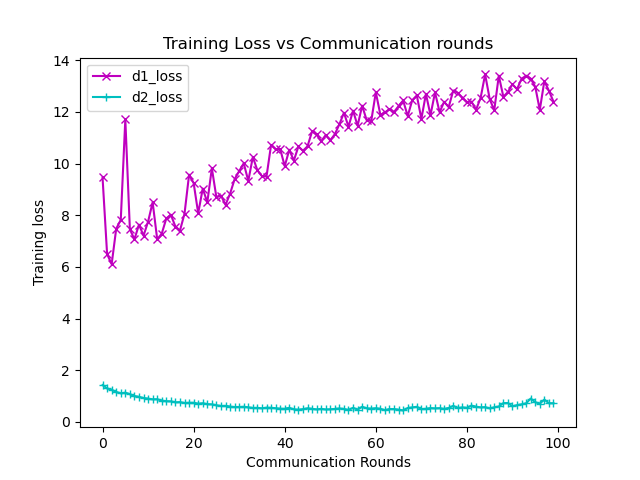 Training Loss vs Communication rounds
d1_loss
d2_loss
14
12
10
8
6
4
2
0
Training loss
0 20 40 60 80 100
Communication Rounds